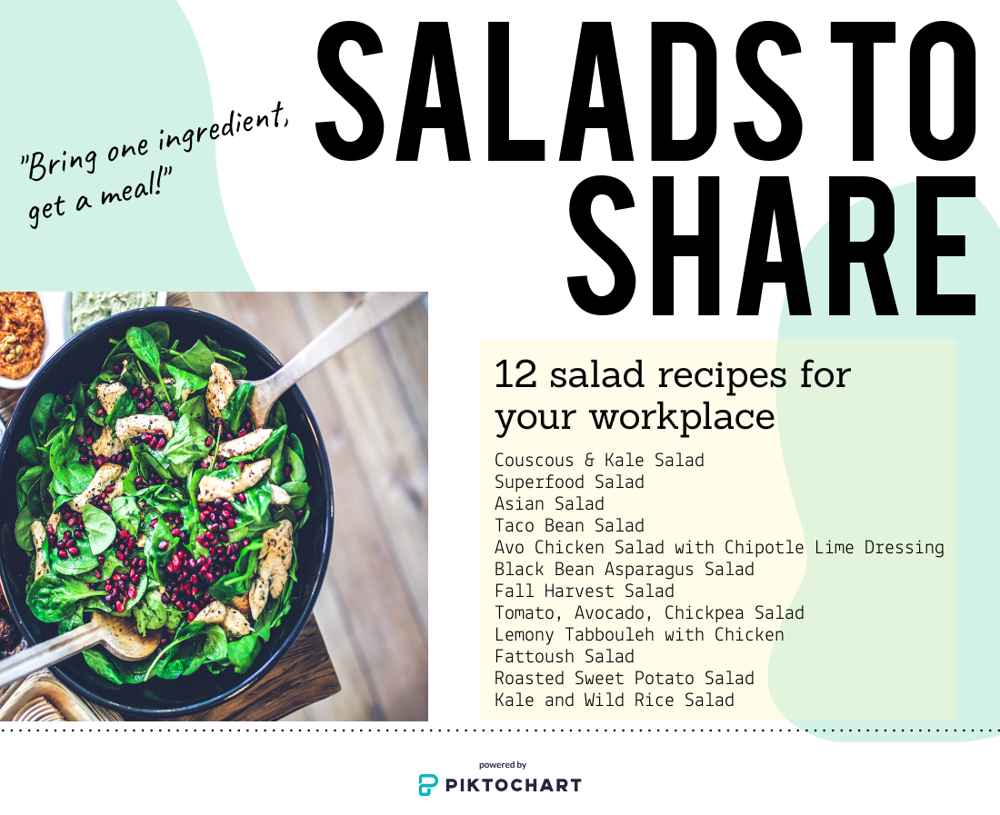 SALADS TO
SHARE
"Bring one ingredient,
get a meal!"
12 salad recipes for
your workplace
Couscous & Kale Salad
Superfood Salad
Asian Salad
Taco Bean Salad
Avo Chicken Salad with Chipotle Lime Dressing
Black Bean Asparagus Salad
Fall Harvest Salad
Tomato, Avocado, Chickpea Salad
Lemony Tabbouleh with Chicken
Fattoush Salad
Roasted Sweet Potato Salad
Kale and Wild Rice Salad
powered by
PIKTOCHART